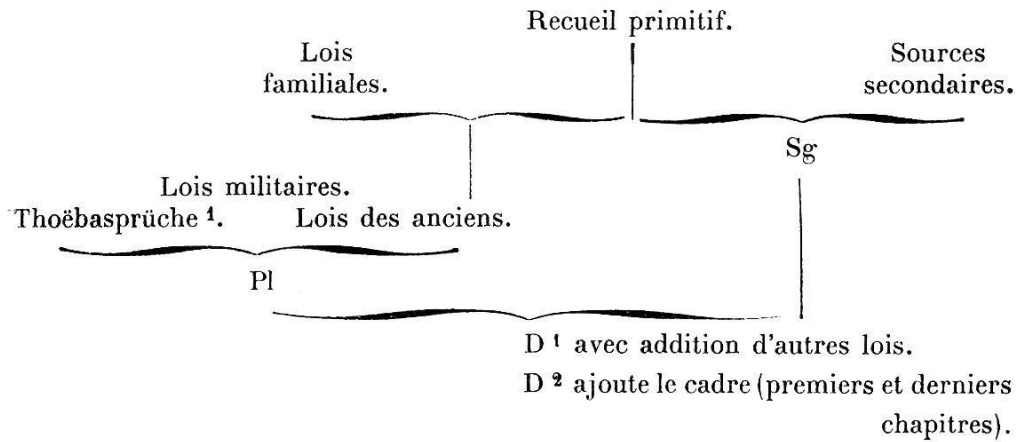 Recueil primitif.
Lois
familiales.
Sources
secondaires.
Sg
Lois militaires.
Thoëbasprüche ¹. Lois des anciens.
Pl
D ¹ avec addition d'autres lois.
D ² ajoute le cadre (premiers et derniers
chapitres).